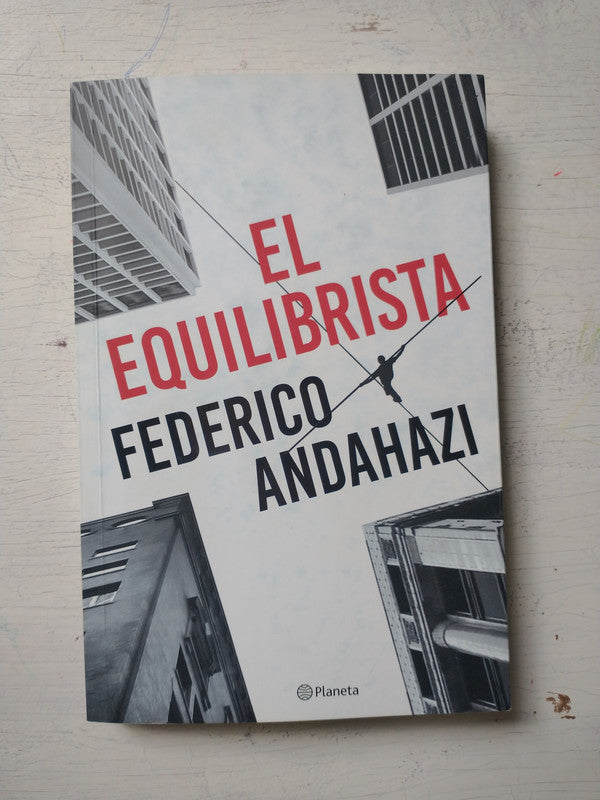 EL
EQUILIBRISTA
FEDERICO
ANDAHAZI
Planeta